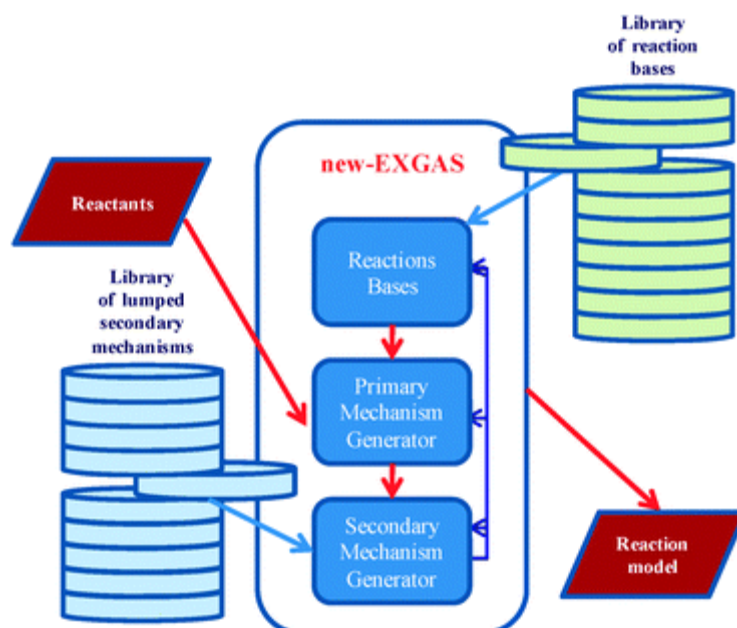 Library
of reaction
bases
new-EXGAS
Reactants
Reactions
Bases
Library
of lumped
secondary
mechanisms
Primary
Mechanism
Generator
Secondary
Mechanism
Generator
Reaction
model